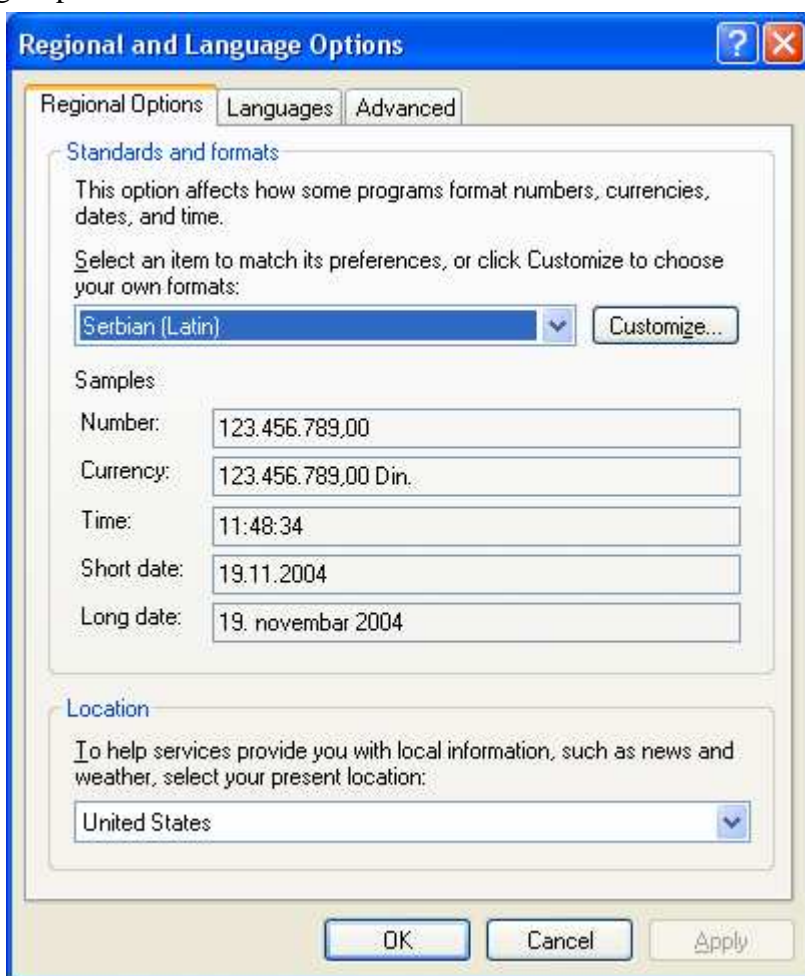 Regional and Language Options
Regional Options Languages Advanced
Standards and formats
This option affects how some programs format numbers, currencies,
dates, and time.
Select an item to match its preferences, or click Customize to choose
your own formats:
Serbian (Latin) Customize...
Samples
Number: 123.456.789,00
Currency: 123.456.789,00 Din.
Time: 11:48:34
Short date: 19.11.2004
Long date: 19. novembar 2004
Location
To help services provide you with local information, such as news and
weather, select your present location:
United States
OK Cancel Apply